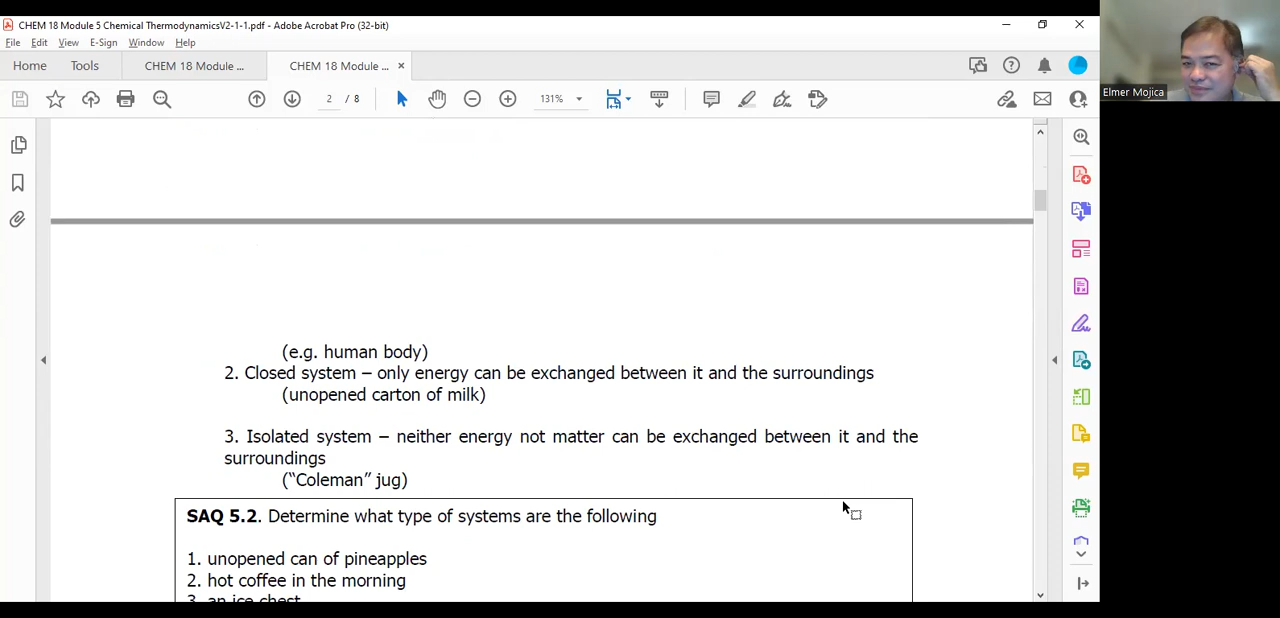 CHEM 18 Module 5 Chemical ThermodynamicsV2-1-1.pdf - Adobe Acrobat Pro (32-bit)
File Edit View E-Sign Window Help
Home Tools CHEM 18 Module ... CHEM 18 Module ... ×
2 / 8 131%
Elmer Mojica
(e.g. human body)
2. Closed system – only energy can be exchanged between it and the surroundings
(unopened carton of milk)
3. Isolated system – neither energy not matter can be exchanged between it and the
surroundings
("Coleman" jug)
SAQ 5.2. Determine what type of systems are the following
1. unopened can of pineapples
2. hot coffee in the morning
3. an ice chest